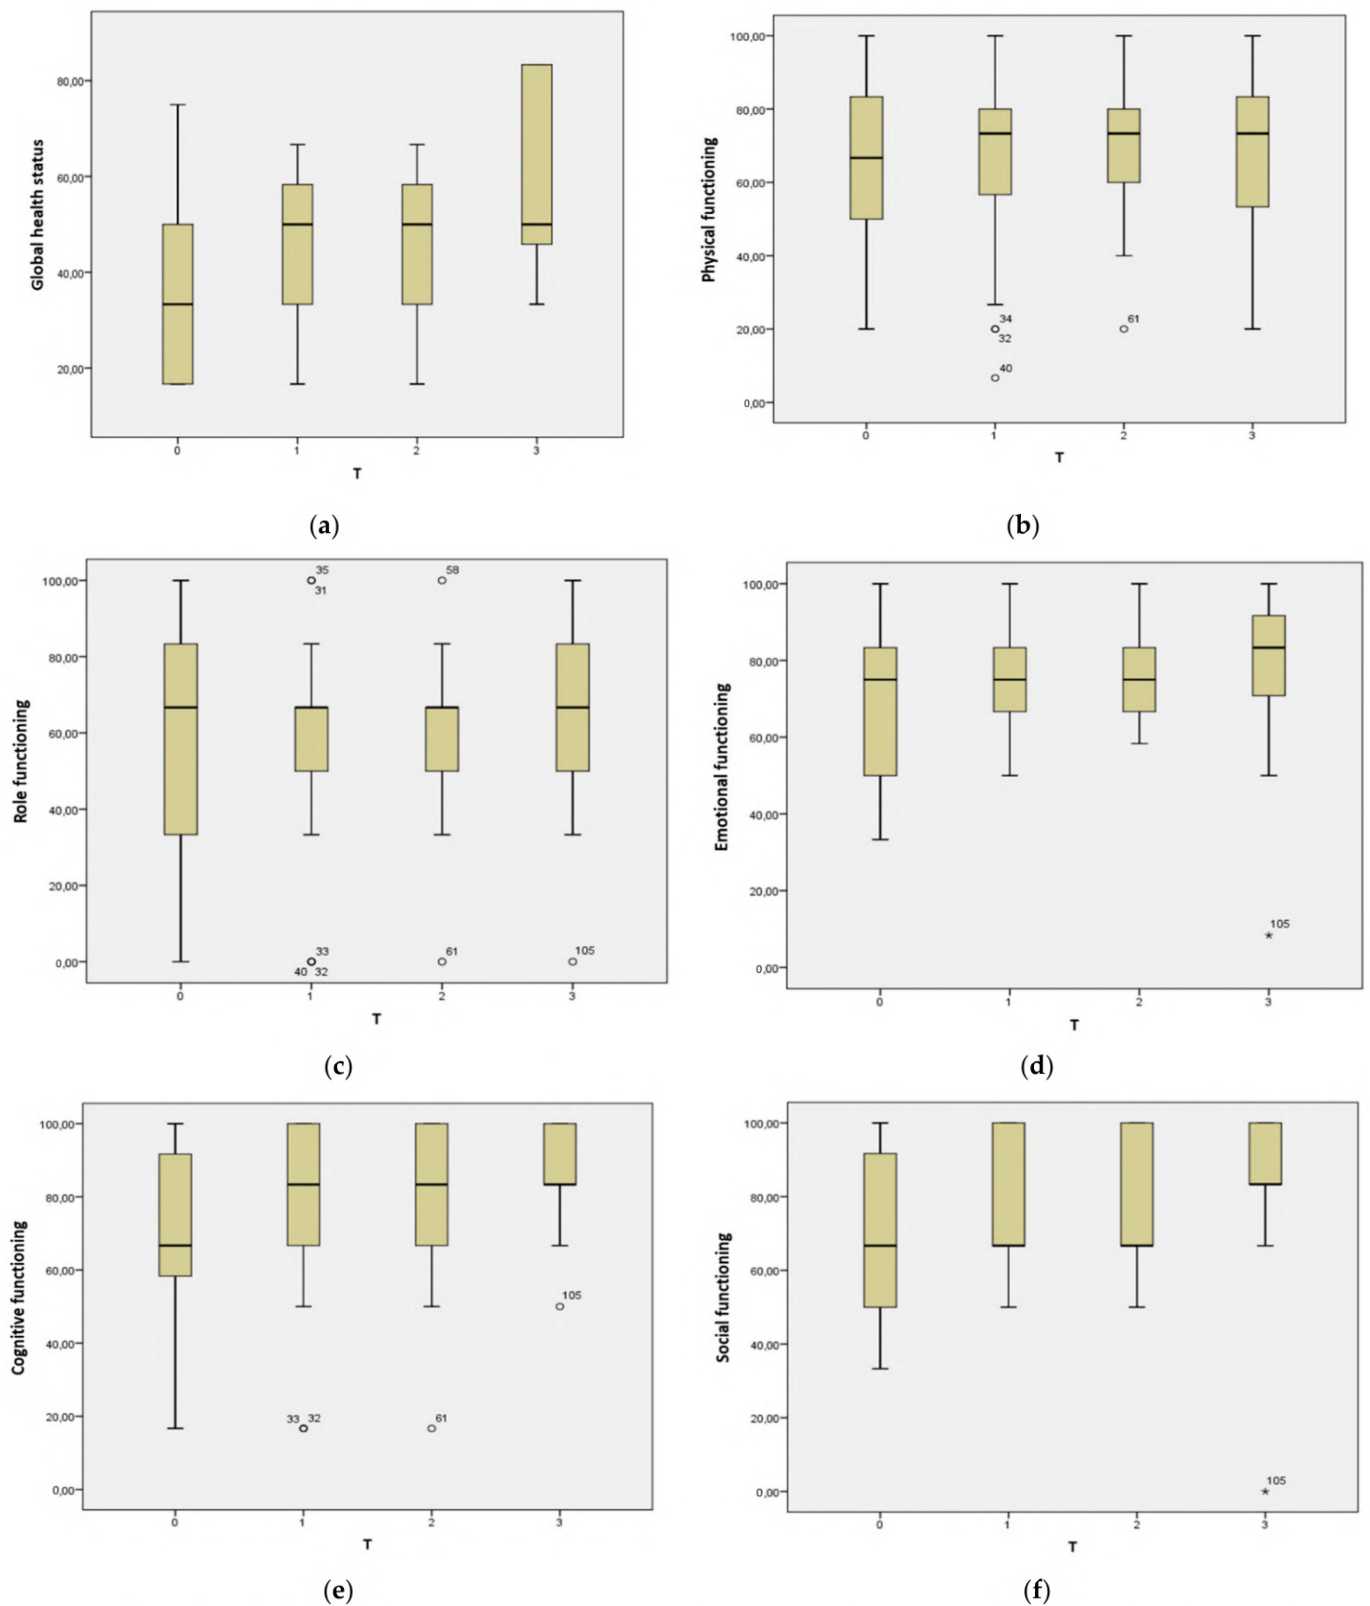 Global health status
80,00
60,00
40,00
20,00
0 1 2 3
T
(a)
Physical functioning
100,00
80,00
60,00
40,00
20,00
0,00
34
32
40
61
0 1 2 3
T
(b)
Role functioning
100,00
80,00
60,00
40,00
20,00
0,00
35
31
58
33
40 32
61
105
0 1 2 3
T
(c)
Emotional functioning
100,00
80,00
60,00
40,00
20,00
0,00
105
0 1 2 3
T
(d)
Cognitive functioning
100,00
80,00
60,00
40,00
20,00
0,00
105
33 32
61
0 1 2 3
T
(e)
Social functioning
100,00
80,00
60,00
40,00
20,00
0,00
105
0 1 2 3
T
(f)